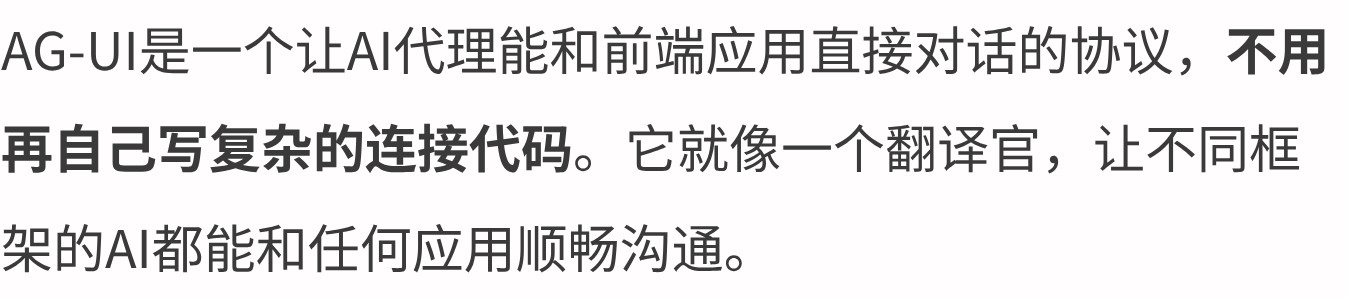 AG-UI是一个让AI代理能和前端应用直接对话的协议，不用
再自己写复杂的连接代码。它就像一个翻译官，让不同框
架的AI都能和任何应用顺畅沟通。